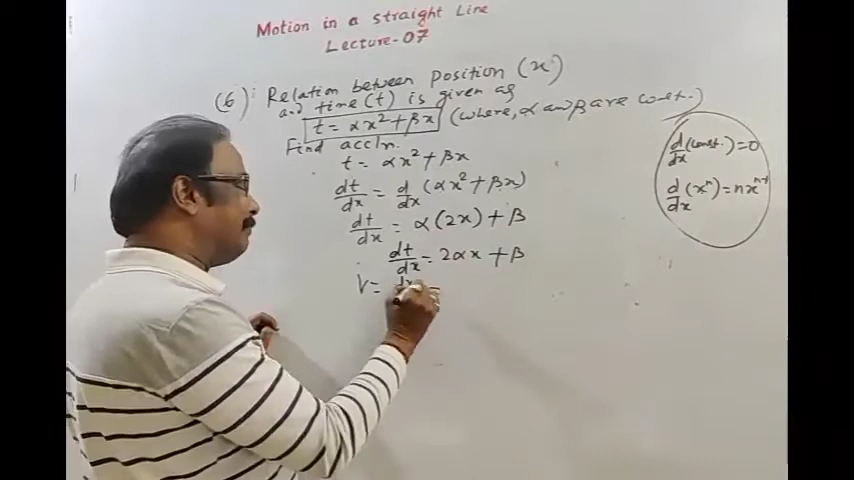 Motion in a straight Line
Lecture-07
(6): Relation between position (x)
and time(t) is given as
t = αx² + βx (where, α and β are const.)
Find accln.
t = αx² + βx
dt/dx = d/dx (αx² + βx)
dt/dx = α(2x) + β
dt/dx = 2αx + β
V = dx =
d/dx (const.) = 0
d/dx (xⁿ) = nxⁿ⁻¹